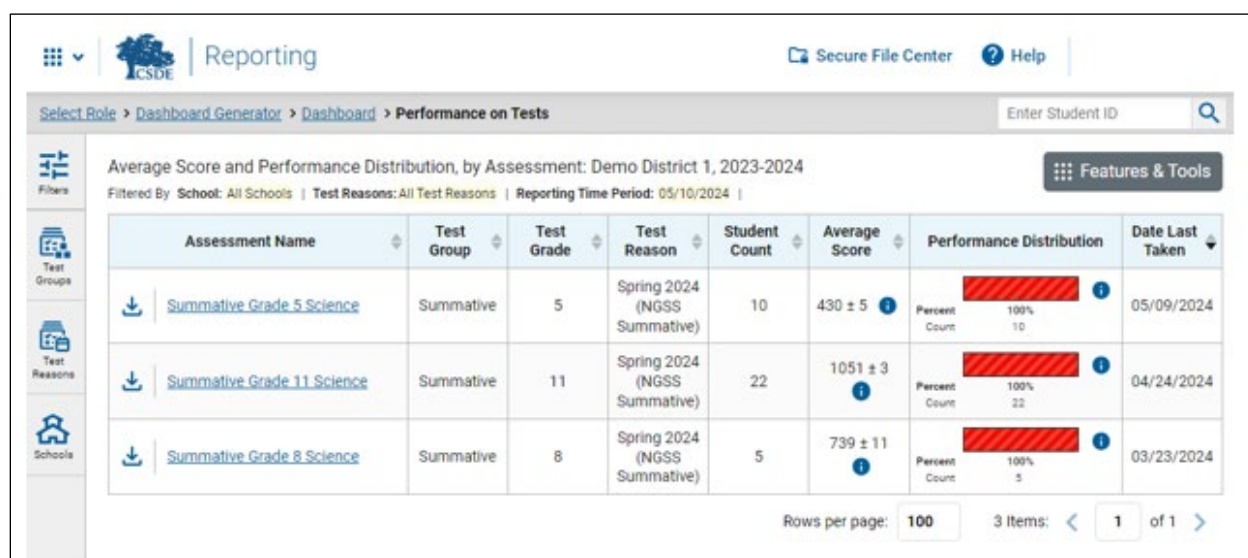 CSDE
Reporting
Secure File Center
Help
Select Role > Dashboard Generator > Dashboard > Performance on Tests
Enter Student ID
Filters
Test Groups
Test Reasons
Schools
Average Score and Performance Distribution, by Assessment: Demo District 1, 2023-2024
Features & Tools
Filtered By School: All Schools | Test Reasons: All Test Reasons | Reporting Time Period: 05/10/2024 |
Assessment Name Test Group Test Grade Test Reason Student Count Average Score Performance Distribution Date Last Taken
Summative Grade 5 Science Summative 5 Spring 2024 (NGSS Summative) 10 430 ± 5 Percent 100% Count 10 05/09/2024
Summative Grade 11 Science Summative 11 Spring 2024 (NGSS Summative) 22 1051 ± 3 Percent 100% Count 22 04/24/2024
Summative Grade 8 Science Summative 8 Spring 2024 (NGSS Summative) 5 739 ± 11 Percent 100% Count 5 03/23/2024
Rows per page: 100 3 Items: 1 of 1